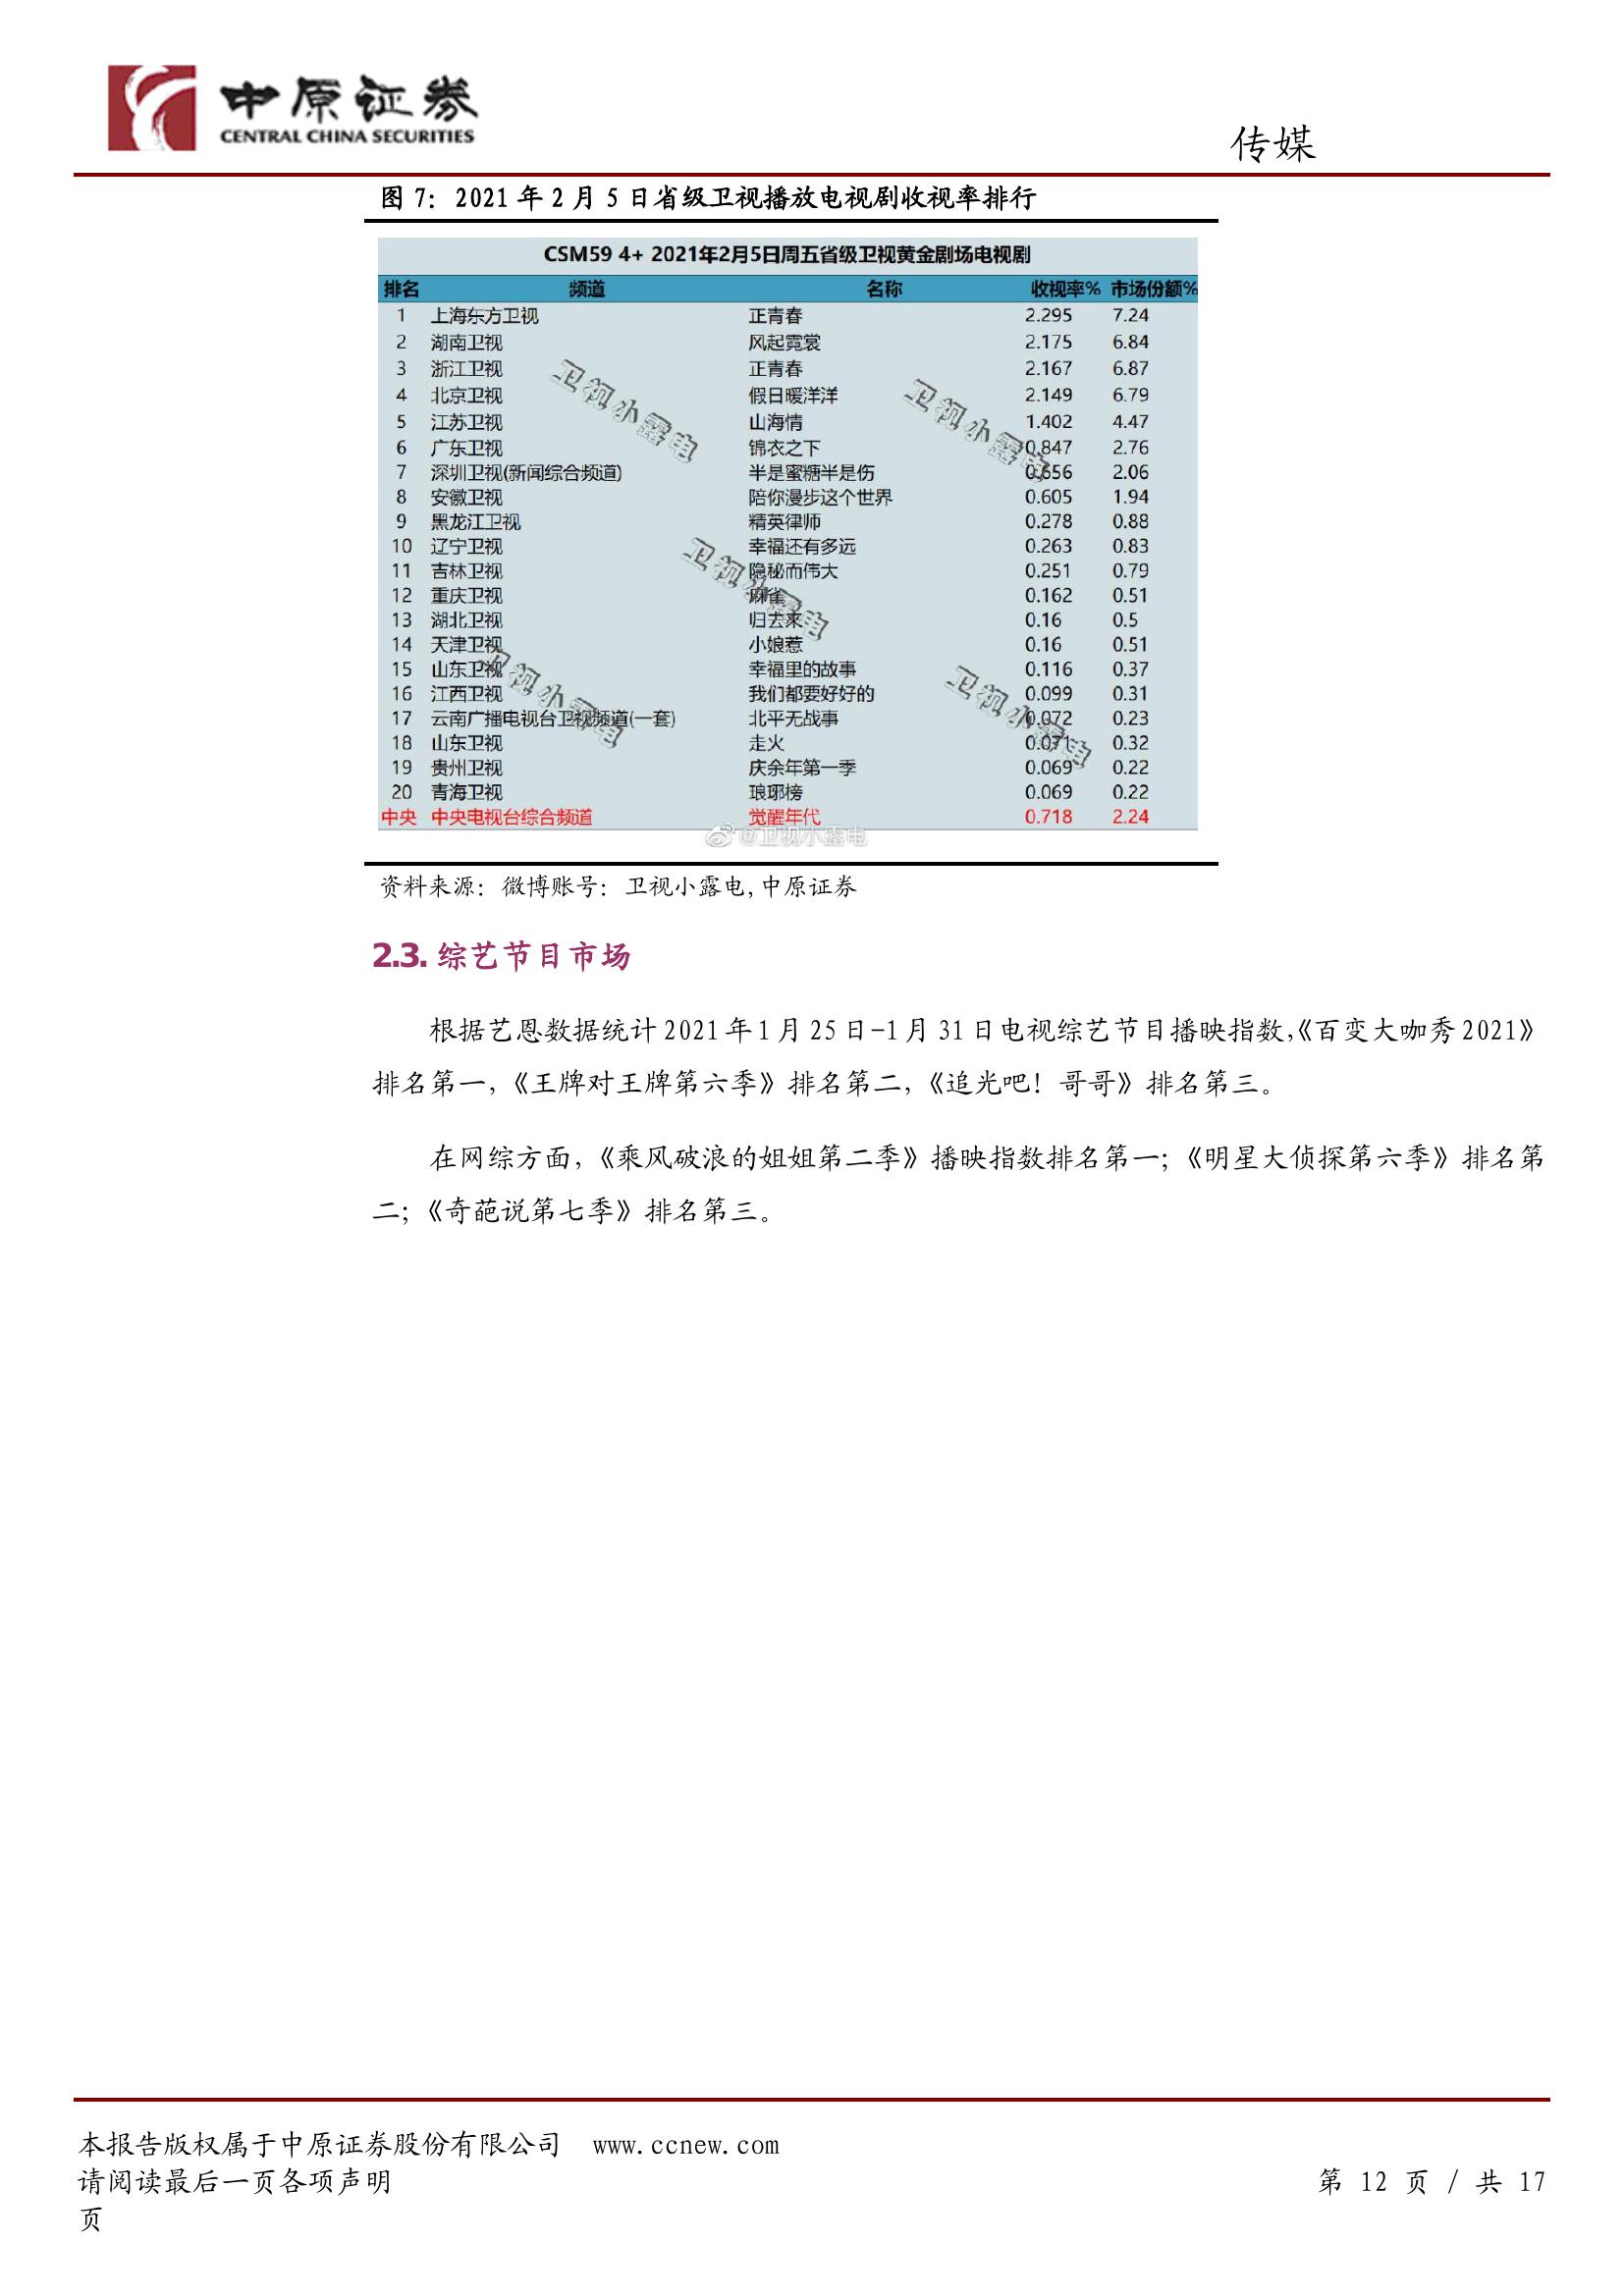 中原证券
CENTRAL CHINA SECURITIES
传媒
图 7：2021 年 2 月 5 日省级卫视播放电视剧收视率排行
CSM59 4+ 2021年2月5日周五省级卫视黄金剧场电视剧
排名 频道 名称 收视率% 市场份额%
1 上海东方卫视 正青春 2.295 7.24
2 湖南卫视 风起霓裳 2.175 6.84
3 浙江卫视 正青春 2.167 6.87
4 北京卫视 假日暖洋洋 2.149 6.79
5 江苏卫视 山海情 1.402 4.47
6 广东卫视 锦衣之下 0.847 2.76
7 深圳卫视(新闻综合频道) 半是蜜糖半是伤 0.656 2.06
8 安徽卫视 陪你漫步这个世界 0.605 1.94
9 黑龙江卫视 精英律师 0.278 0.88
10 辽宁卫视 幸福还有多远 0.263 0.83
11 吉林卫视 隐秘而伟大 0.251 0.79
12 重庆卫视 麻雀 0.162 0.51
13 湖北卫视 归去来 0.16 0.5
14 天津卫视 小娘惹 0.16 0.51
15 山东卫视 幸福里的故事 0.116 0.37
16 江西卫视 我们都要好好的 0.099 0.31
17 云南广播电视台卫视频道(一套) 北平无战事 0.072 0.23
18 山东卫视 走火 0.071 0.32
19 贵州卫视 庆余年第一季 0.069 0.22
20 青海卫视 琅琊榜 0.069 0.22
中央 中央电视台综合频道 觉醒年代 0.718 2.24
卫视小露电
卫视小露电
卫视小露电
卫视小露电
卫视小露电
@卫视小露电
资料来源：微博账号：卫视小露电，中原证券
2.3. 综艺节目市场
根据艺恩数据统计 2021 年 1 月 25 日-1 月 31 日电视综艺节目播映指数，《百变大咖秀 2021》
排名第一，《王牌对王牌第六季》排名第二，《追光吧！哥哥》排名第三。
在网综方面，《乘风破浪的姐姐第二季》播映指数排名第一；《明星大侦探第六季》排名第
二；《奇葩说第七季》排名第三。
本报告版权属于中原证券股份有限公司 www.ccnew.com
请阅读最后一页各项声明 第 12 页 / 共 17
页